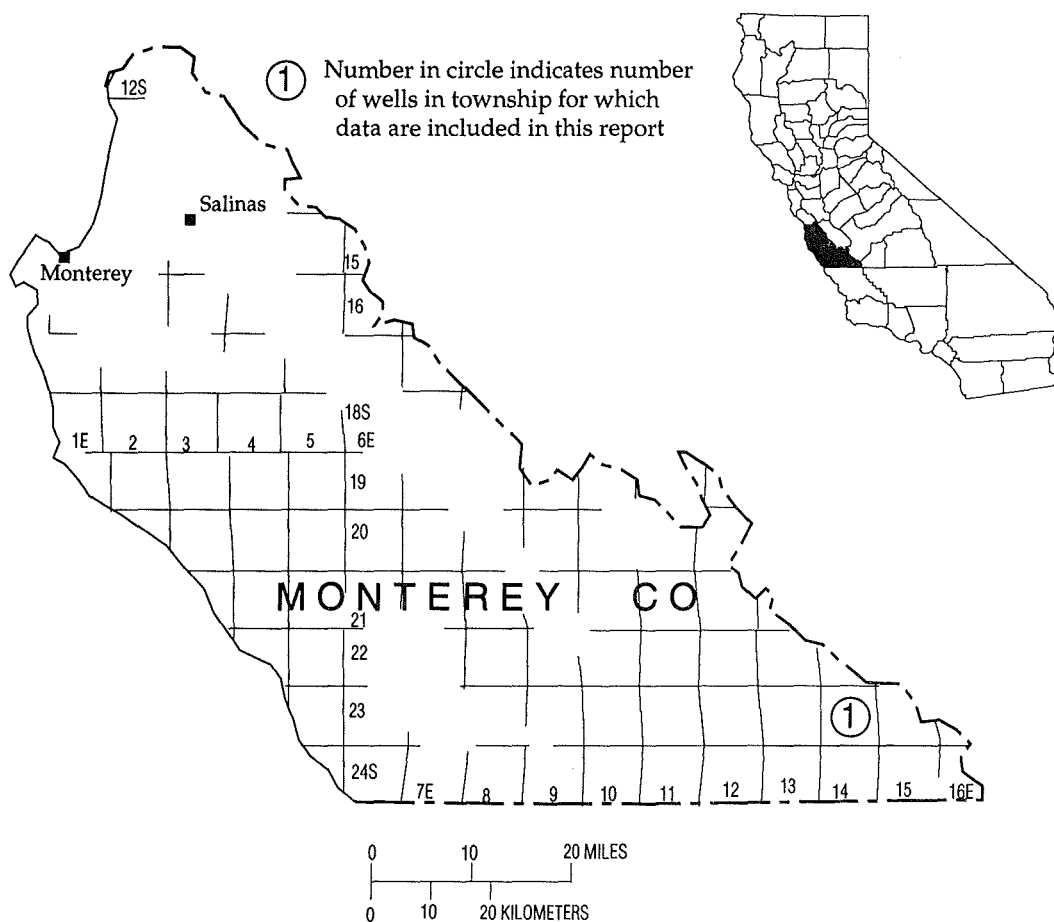 12S
1
Number in circle indicates number
of wells in township for which
data are included in this report
Salinas
Monterey
15
16
18S
1E 2 3 4 5 6E
19
20
MONTEREY CO
21
22
23
1
24S
7E 8 9 10 11 12 13 14 15 16E
0 10 20 MILES
0 10 20 KILOMETERS